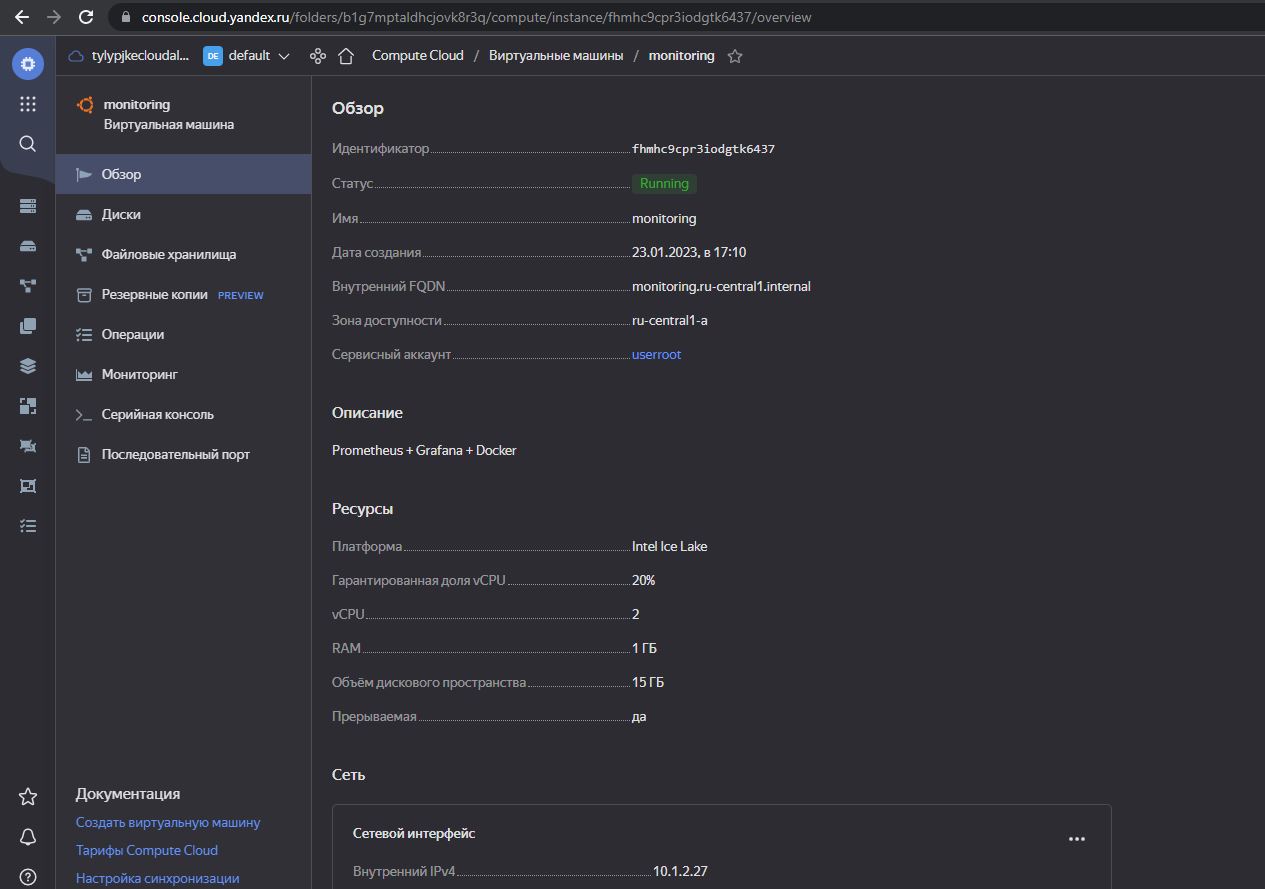 console.cloud.yandex.ru/folders/b1g7mptaldhcjovk8r3q/compute/instance/fhmhc9cpr3iodgtk6437/overview
tylypjkecloudal... DE default Compute Cloud / Виртуальные машины / monitoring
monitoring
Виртуальная машина
Обзор
Диски
Файловые хранилища
Резервные копии PREVIEW
Операции
Мониторинг
Серийная консоль
Последовательный порт
Документация
Создать виртуальную машину
Тарифы Compute Cloud
Настройка синхронизации
Обзор
Идентификатор fhmhc9cpr3iodgtk6437
Статус Running
Имя monitoring
Дата создания 23.01.2023, в 17:10
Внутренний FQDN monitoring.ru-central1.internal
Зона доступности ru-central1-a
Сервисный аккаунт userroot
Описание
Prometheus + Grafana + Docker
Ресурсы
Платформа Intel Ice Lake
Гарантированная доля vCPU 20%
vCPU 2
RAM 1 ГБ
Объём дискового пространства 15 ГБ
Прерываемая да
Сеть
Сетевой интерфейс
Внутренний IPv4 10.1.2.27